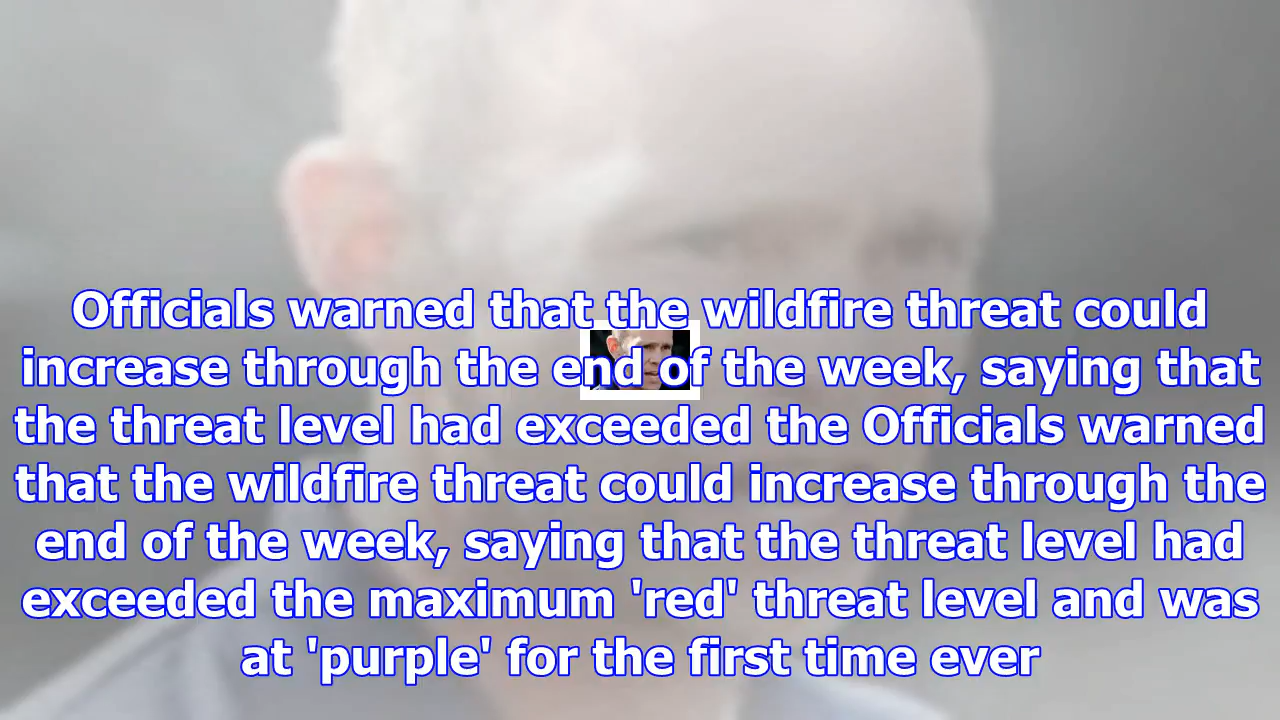 Officials warned that the wildfire threat could
increase through the end of the week, saying that
the threat level had exceeded the Officials warned
that the wildfire threat could increase through the
end of the week, saying that the threat level had
exceeded the maximum 'red' threat level and was
at 'purple' for the first time ever